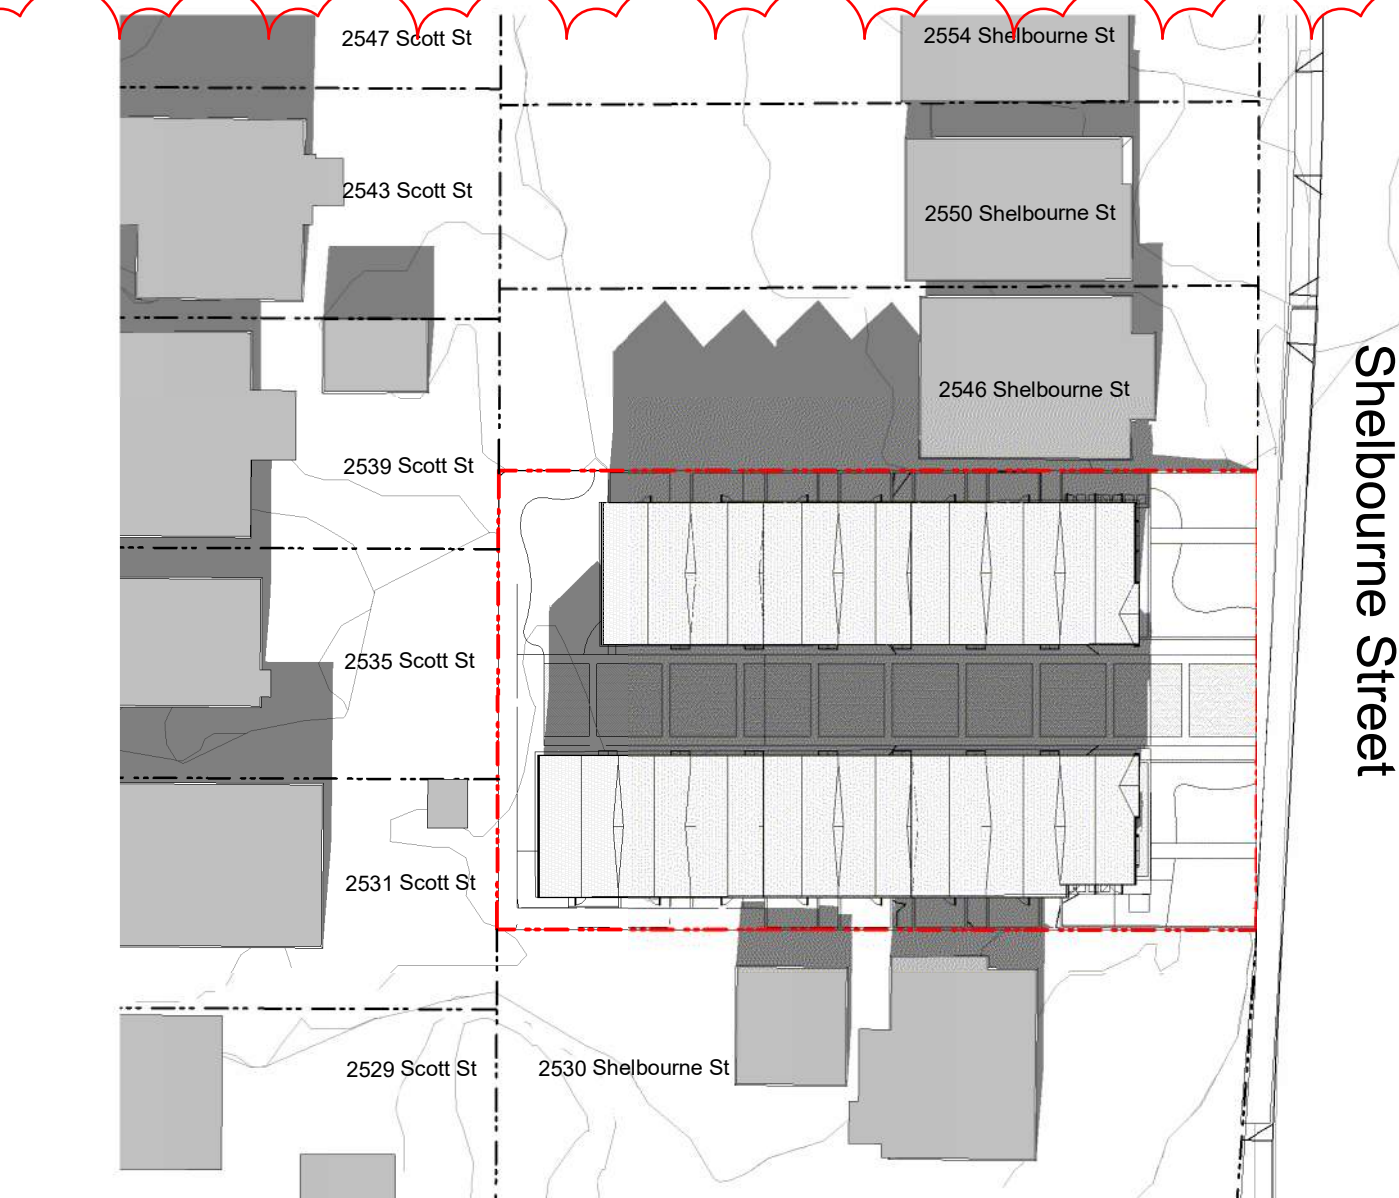 2547 Scott St
2554 Shelbourne St
2543 Scott St
2550 Shelbourne St
2546 Shelbourne St
Shelbourne Street
2539 Scott St
2535 Scott St
2531 Scott St
2529 Scott St
2530 Shelbourne St